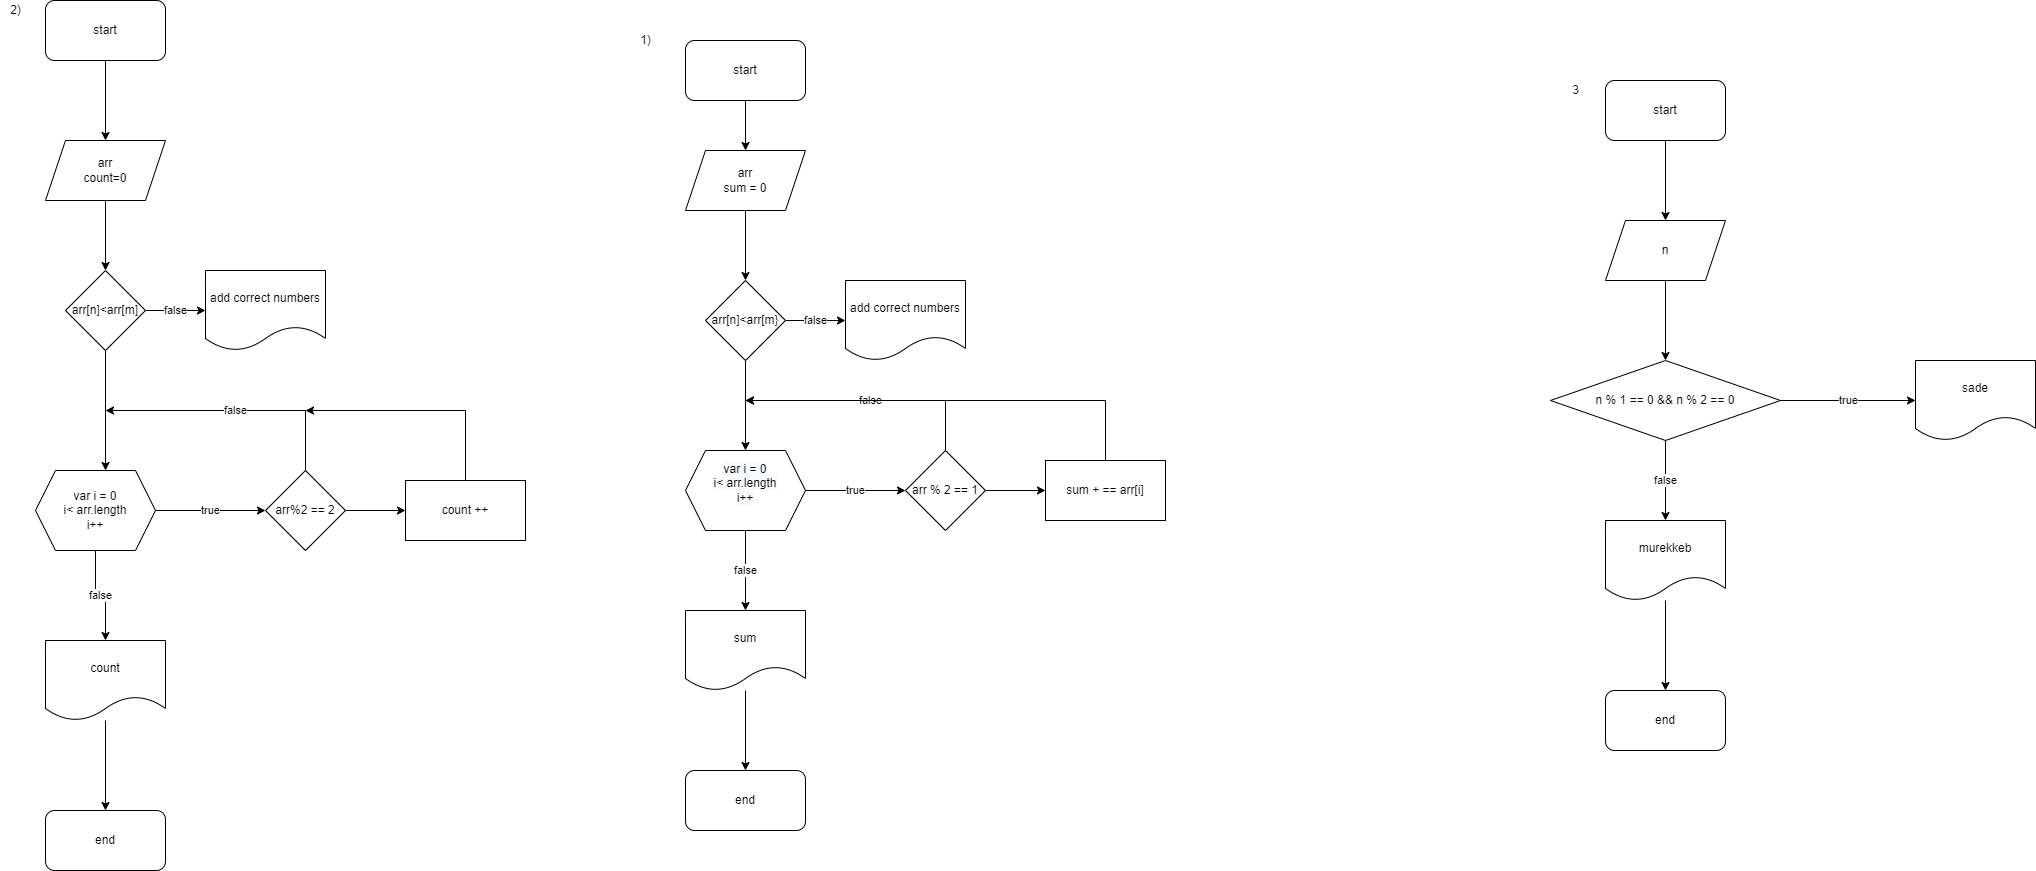 2)
start
arr
count=0
arr[n]<arr[m]
false
add correct numbers
false
var i = 0
i< arr.length
i++
true
arr%2 == 2
count ++
false
count
end
1)
start
arr
sum = 0
arr[n]<arr[m}
false
add correct numbers
false
var i = 0
i< arr.length
i++
true
arr % 2 == 1
sum + == arr[i]
false
sum
end
3
start
n
n % 1 == 0 && n % 2 == 0
true
sade
false
murekkeb
end